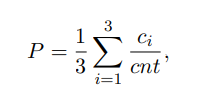 P = \frac{1}{3} \sum_{i=1}^{3} \frac{c_i}{cnt},